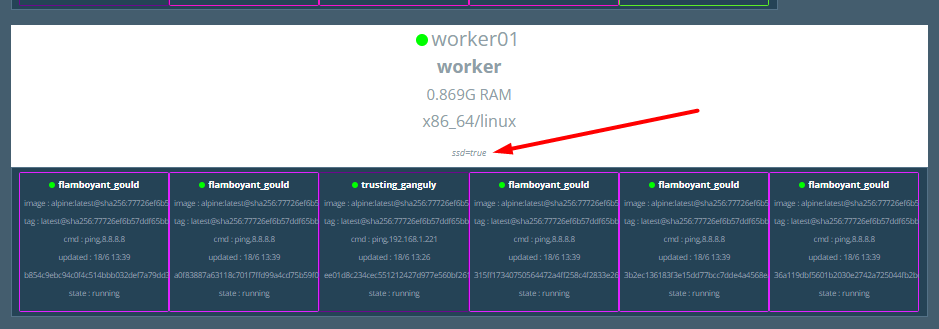 worker01
worker
0.869G RAM
x86_64/linux
ssd=true
flamboyant_gould
image : alpine:latest@sha256:77726ef6b5
tag : latest@sha256:77726ef6b57ddf65bb
cmd : ping,8.8.8.8
updated : 18/6 13:39
b854c9ebc94c0f4c514bbb032def7a79dd3
state : running
flamboyant_gould
image : alpine:latest@sha256:77726ef6b5
tag : latest@sha256:77726ef6b57ddf65bb
cmd : ping,8.8.8.8
updated : 18/6 13:39
a0f83887a63118c701f7ffd99a4cd75b59f0
state : running
trusting_ganguly
image : alpine:latest@sha256:77726ef6b5
tag : latest@sha256:77726ef6b57ddf65bb
cmd : ping,192.168.1.221
updated : 18/6 13:26
ee01d8c234cec551212427d977e560bf261
state : running
flamboyant_gould
image : alpine:latest@sha256:77726ef6b5
tag : latest@sha256:77726ef6b57ddf65bb
cmd : ping,8.8.8.8
updated : 18/6 13:39
315ff17340750564472a4ff258c4f2833e26
state : running
flamboyant_gould
image : alpine:latest@sha256:77726ef6b5
tag : latest@sha256:77726ef6b57ddf65bb
cmd : ping,8.8.8.8
updated : 18/6 13:39
3b2ec136183f3e15dd77bcc7dde4a4568e
state : running
flamboyant_gould
image : alpine:latest@sha256:77726ef6b5
tag : latest@sha256:77726ef6b57ddf65bb
cmd : ping,8.8.8.8
updated : 18/6 13:39
36a119dbf5601b2030e2742a725044fb2b
state : running